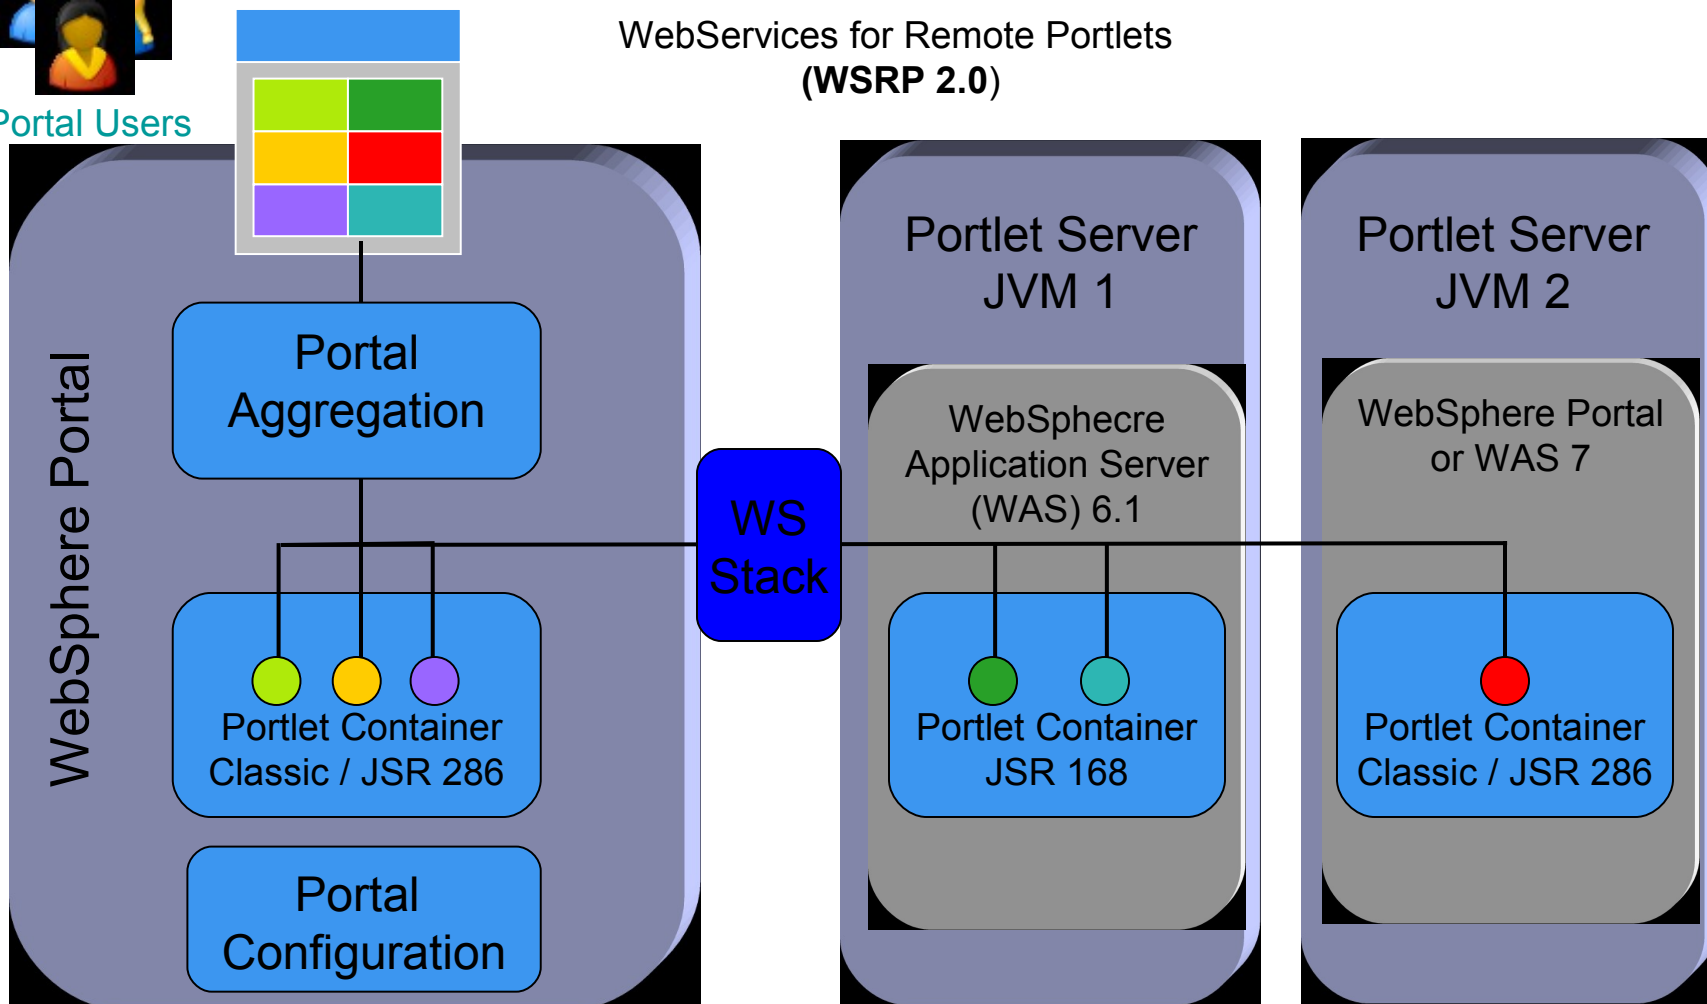 WebServices for Remote Portlets
(WSRP 2.0)
Portal Users
WebSphere Portal
Portal
Aggregation
Portlet Container
Classic / JSR 286
Portal
Configuration
WS
Stack
Portlet Server
JVM 1
WebSphecre
Application Server
(WAS) 6.1
Portlet Container
JSR 168
Portlet Server
JVM 2
WebSphere Portal
or WAS 7
Portlet Container
Classic / JSR 286